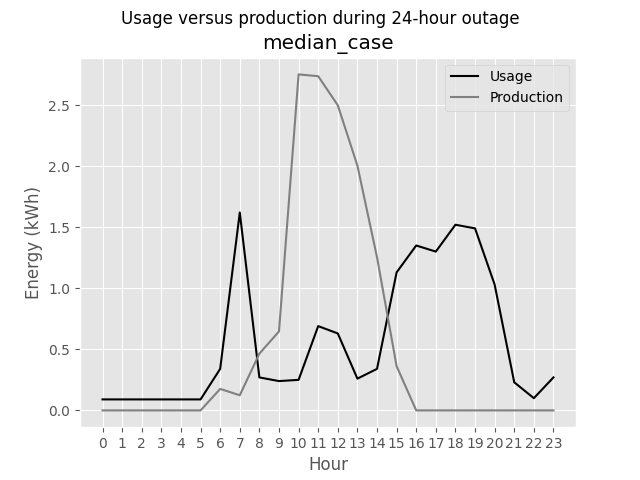 Usage versus production during 24-hour outage
median_case
Usage
Production
Energy (kWh)
2.5
2.0
1.5
1.0
0.5
0.0
0 1 2 3 4 5 6 7 8 9 10 11 12 13 14 15 16 17 18 19 20 21 22 23
Hour